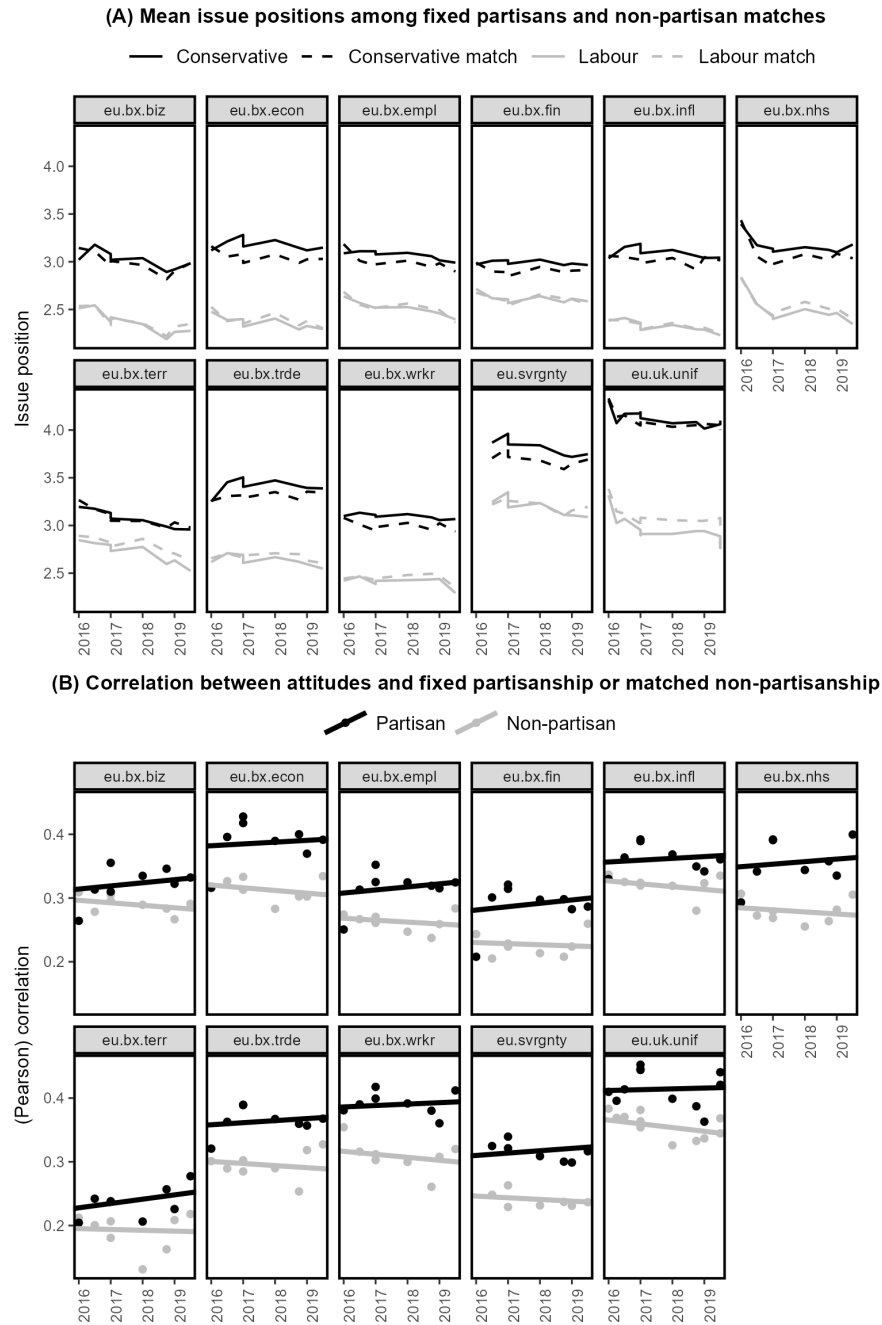 (A) Mean issue positions among fixed partisans and non-partisan matches
Conservative Conservative match Labour Labour match
eu.bx.biz eu.bx.econ eu.bx.empl eu.bx.fin eu.bx.infl eu.bx.nhs
4.0
3.5
3.0
2.5
2016 2017 2018 2019
Issue position
eu.bx.terr eu.bx.trde eu.bx.wrkr eu.svrgnty eu.uk.unif
4.0
3.5
3.0
2.5
2016 2017 2018 2019 2016 2017 2018 2019 2016 2017 2018 2019 2016 2017 2018 2019 2016 2017 2018 2019
(B) Correlation between attitudes and fixed partisanship or matched non-partisanship
Partisan Non-partisan
eu.bx.biz eu.bx.econ eu.bx.empl eu.bx.fin eu.bx.infl eu.bx.nhs
0.4
0.3
0.2
2016 2017 2018 2019
(Pearson) correlation
eu.bx.terr eu.bx.trde eu.bx.wrkr eu.svrgnty eu.uk.unif
0.4
0.3
0.2
2016 2017 2018 2019 2016 2017 2018 2019 2016 2017 2018 2019 2016 2017 2018 2019 2016 2017 2018 2019